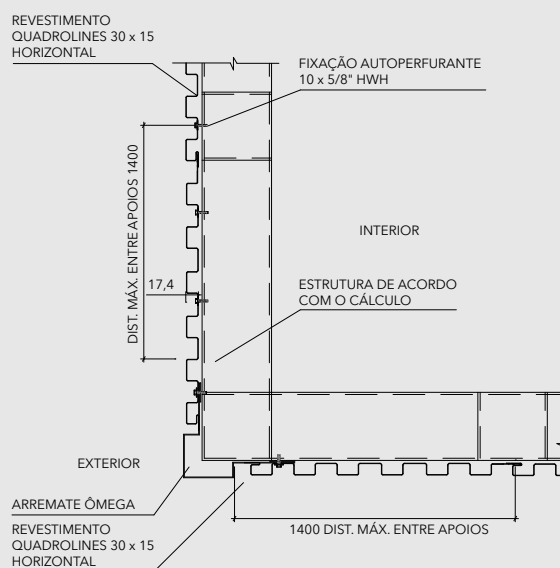 REVESTIMENTO
QUADROLINES 30 x 15
HORIZONTAL
FIXAÇÃO AUTOPERFURANTE
10 x 5/8" HWH
DIST. MÁX. ENTRE APOIOS 1400
INTERIOR
17,4
ESTRUTURA DE ACORDO
COM O CÁLCULO
EXTERIOR
ARREMATE ÔMEGA
REVESTIMENTO
QUADROLINES 30 x 15
HORIZONTAL
1400 DIST. MÁX. ENTRE APOIOS